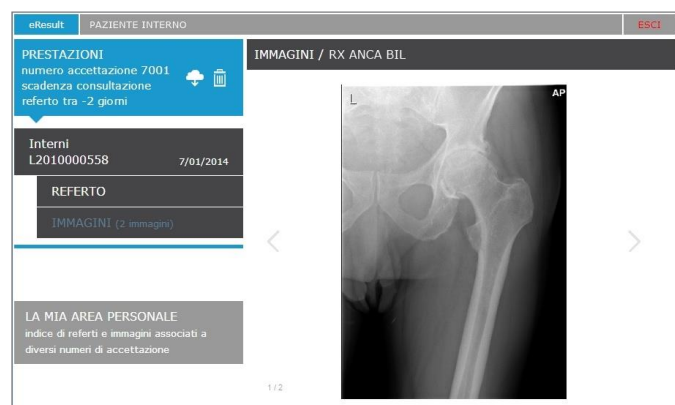 eResult PAZIENTE INTERNO ESCI
PRESTAZIONI
numero accettazione 7001
scadenza consultazione
referto tra -2 giorni
Interni
L2010000558 7/01/2014
REFERTO
IMMAGINI (2 immagini)
LA MIA AREA PERSONALE
indice di referti e immagini associati a
diversi numeri di accettazione
IMMAGINI / RX ANCA BIL
L AP
1/2